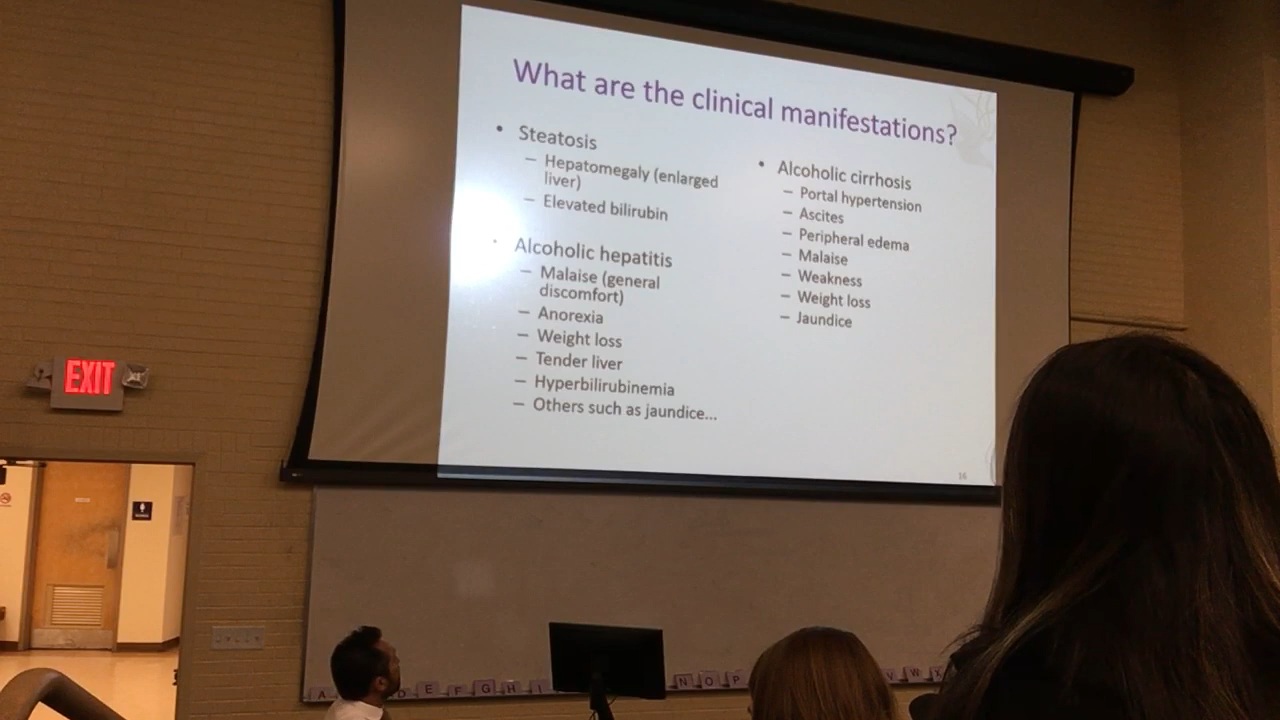 What are the clinical manifestations?
• Steatosis
– Hepatomegaly (enlarged
liver)
– Elevated bilirubin
• Alcoholic hepatitis
– Malaise (general
discomfort)
– Anorexia
– Weight loss
– Tender liver
– Hyperbilirubinemia
– Others such as jaundice...
• Alcoholic cirrhosis
– Portal hypertension
– Ascites
– Peripheral edema
– Malaise
– Weakness
– Weight loss
– Jaundice
16
EXIT
A D E F G H I N O P V W X